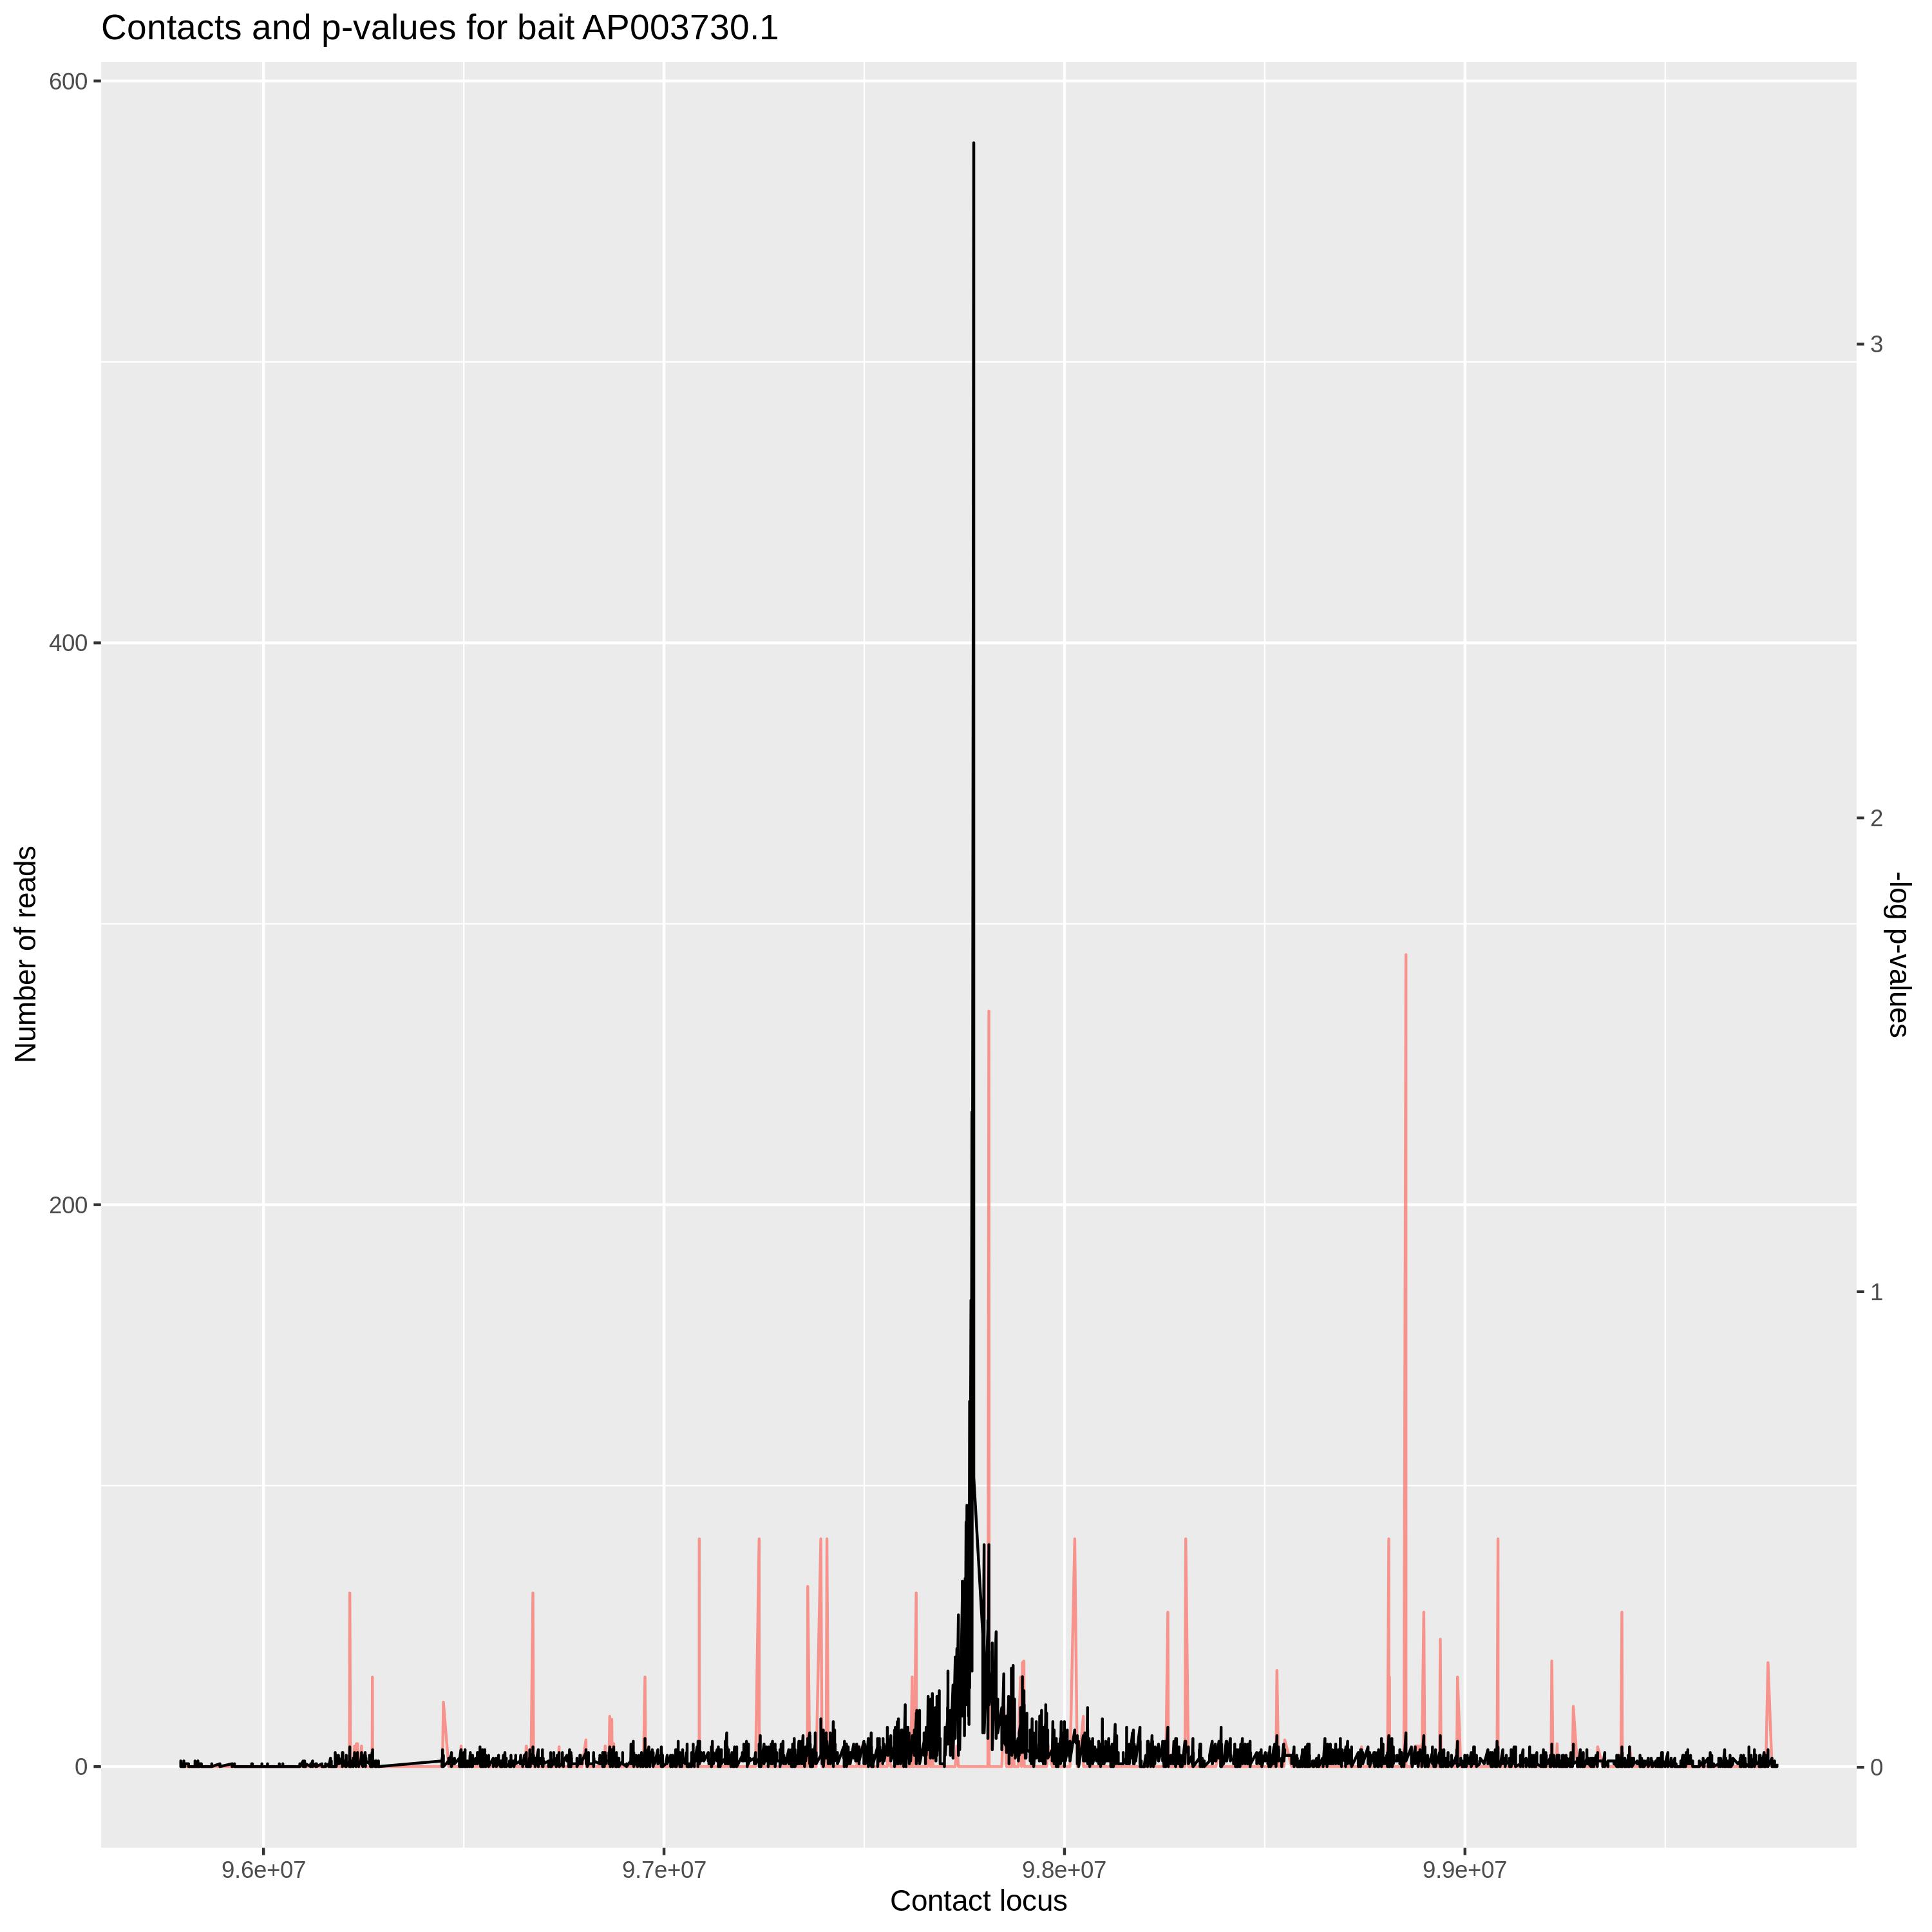 Contacts and p-values for bait AP003730.1
600
400
200
0
3
2
1
0
Number of reads
-log p-values
9.6e+07
9.7e+07
9.8e+07
9.9e+07
Contact locus